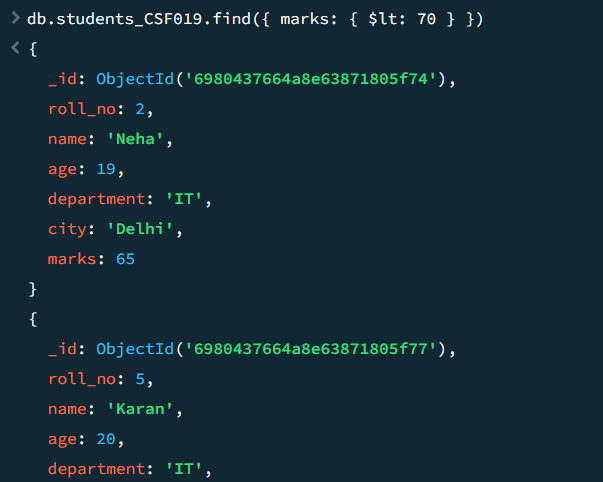 > db.students_CSF019.find({ marks: { $lt: 70 } })
< {
_id: ObjectId('6980437664a8e63871805f74'),
roll_no: 2,
name: 'Neha',
age: 19,
department: 'IT',
city: 'Delhi',
marks: 65
}
{
_id: ObjectId('6980437664a8e63871805f77'),
roll_no: 5,
name: 'Karan',
age: 20,
department: 'IT',